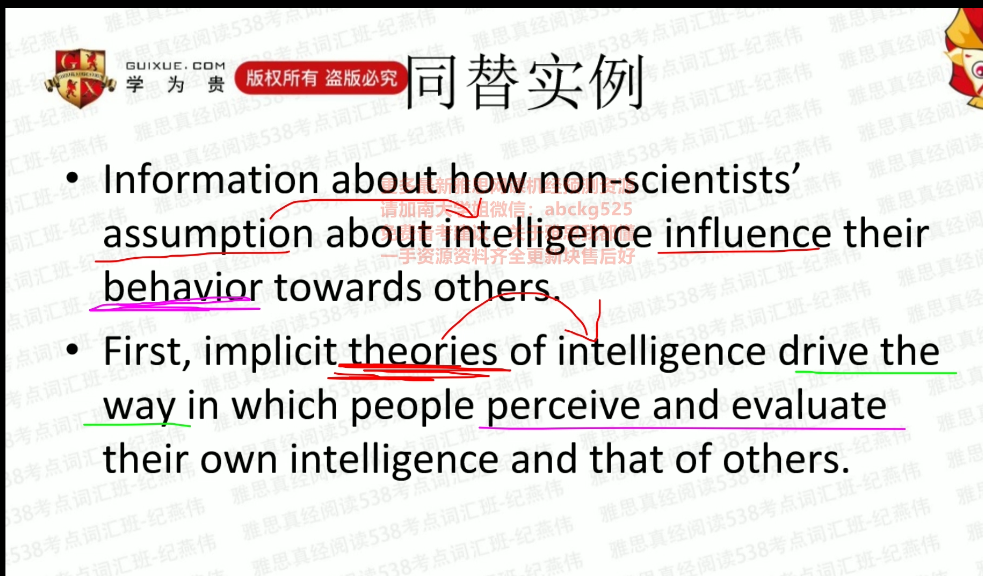 GUIXUE.COM
学为贵
版权所有 盗版必究
同替实例
• Information about how non-scientists’
assumption about intelligence influence their
behavior towards others.
请加南大学姐微信：abckg525
一手资源资料齐全更新块售后好
• First, implicit theories of intelligence drive the
way in which people perceive and evaluate
their own intelligence and that of others.
雅思真经阅读538考点词汇班-纪燕伟